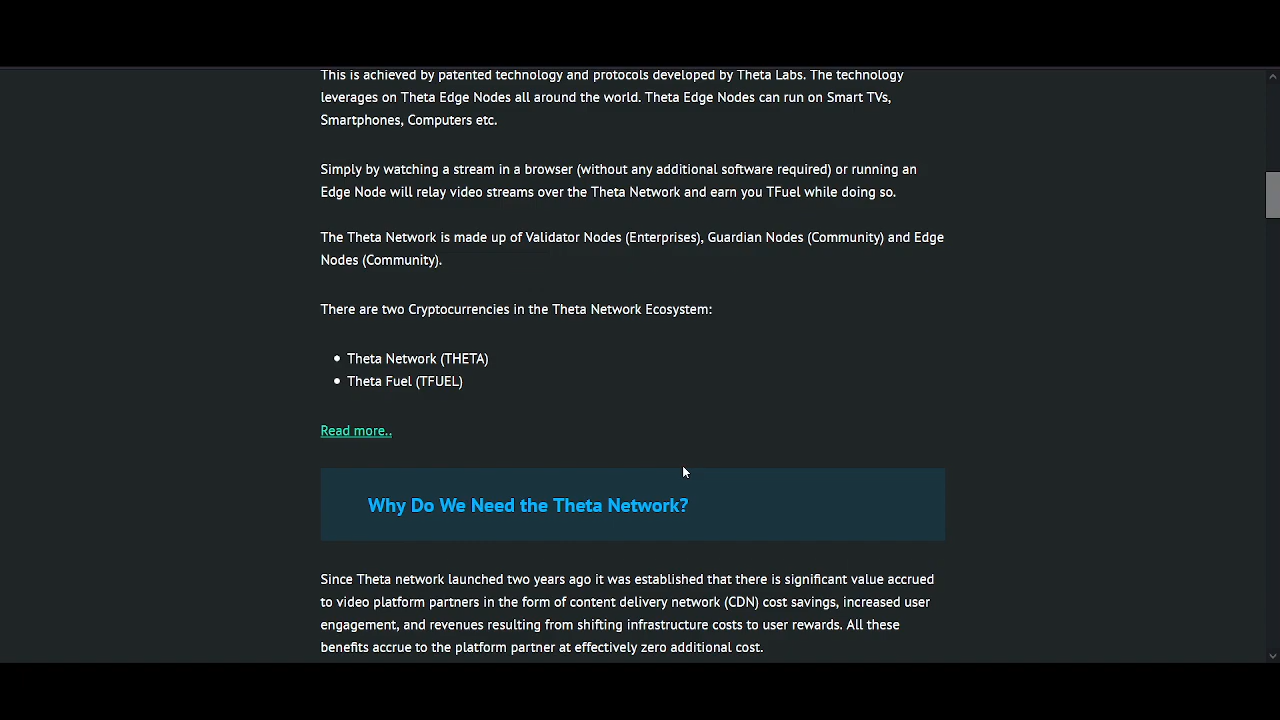 This is achieved by patented technology and protocols developed by Theta Labs. The technology
leverages on Theta Edge Nodes all around the world. Theta Edge Nodes can run on Smart TVs,
Smartphones, Computers etc.
Simply by watching a stream in a browser (without any additional software required) or running an
Edge Node will relay video streams over the Theta Network and earn you TFuel while doing so.
The Theta Network is made up of Validator Nodes (Enterprises), Guardian Nodes (Community) and Edge
Nodes (Community).
There are two Cryptocurrencies in the Theta Network Ecosystem:
• Theta Network (THETA)
• Theta Fuel (TFUEL)
Read more..
Why Do We Need the Theta Network?
Since Theta network launched two years ago it was established that there is significant value accrued
to video platform partners in the form of content delivery network (CDN) cost savings, increased user
engagement, and revenues resulting from shifting infrastructure costs to user rewards. All these
benefits accrue to the platform partner at effectively zero additional cost.